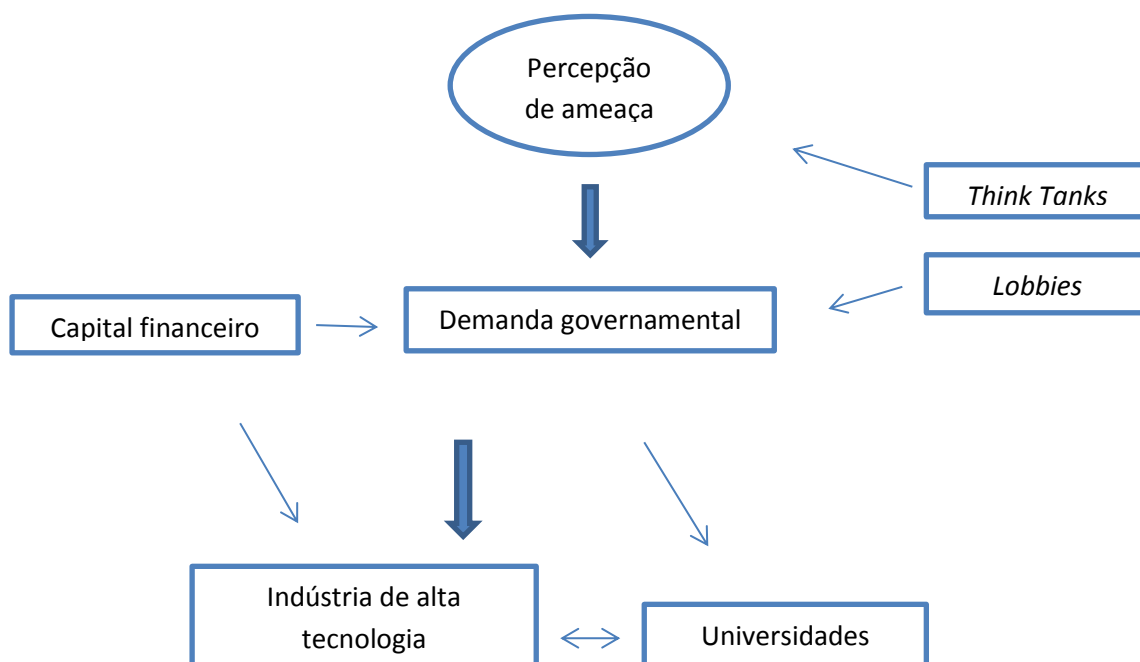 Percepção
de ameaça
Think Tanks
Lobbies
Capital financeiro
Demanda governamental
Indústria de alta
tecnologia
Universidades